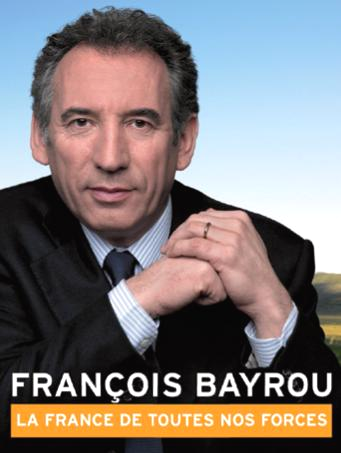 FRANÇOIS BAYROU
LA FRANCE DE TOUTES NOS FORCES